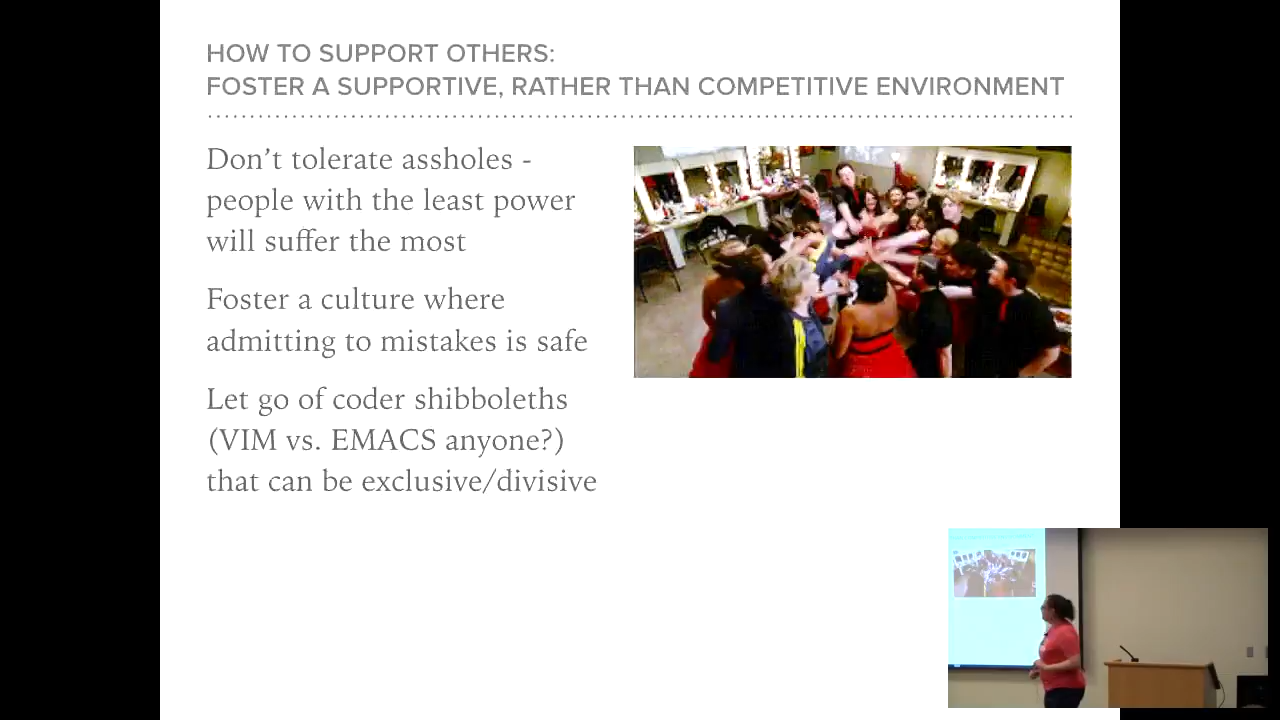 HOW TO SUPPORT OTHERS:
FOSTER A SUPPORTIVE, RATHER THAN COMPETITIVE ENVIRONMENT
Don’t tolerate assholes -
people with the least power
will suffer the most
Foster a culture where
admitting to mistakes is safe
Let go of coder shibboleths
(VIM vs. EMACS anyone?)
that can be exclusive/divisive